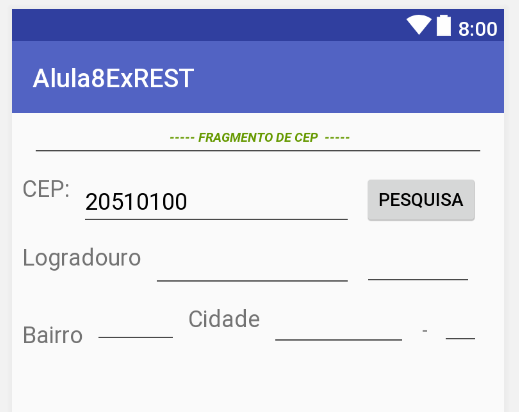 8:00
Alula8ExREST
----- FRAGMENTO DE CEP -----
CEP: 20510100 PESQUISA
Logradouro
Bairro Cidade -